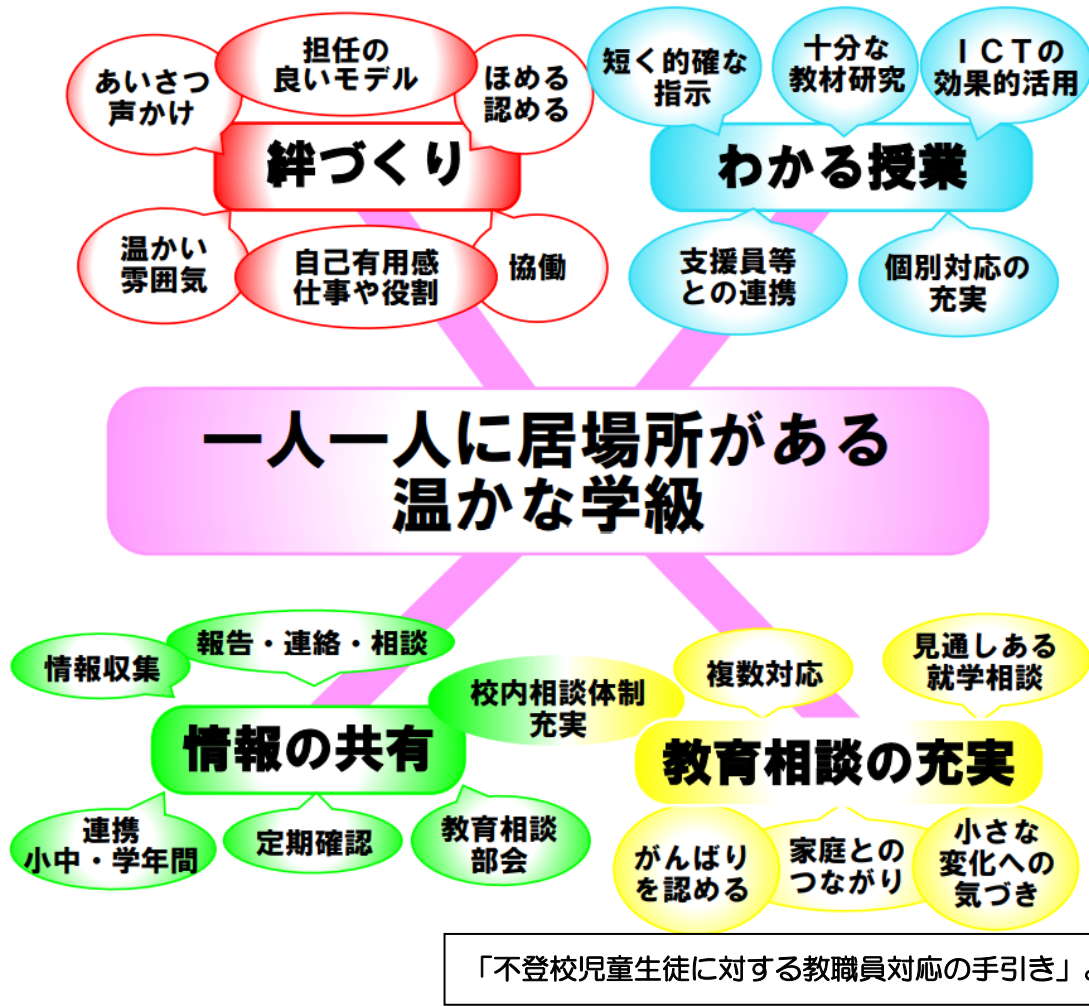 担任の
良いモデル
あいさつ
声かけ
ほめる
認める
絆づくり
温かい
雰囲気
自己有用感
仕事や役割
協働
短く的確な
指示
十分な
教材研究
ＩＣＴの
効果的活用
わかる授業
支援員等
との連携
個別対応の
充実
一人一人に居場所がある
温かな学級
情報収集
報告・連絡・相談
校内相談体制
充実
情報の共有
連携
小中・学年間
定期確認
教育相談
部会
複数対応
見通しある
就学相談
教育相談の充実
がんばり
を認める
家庭との
つながり
小さな
変化への
気づき
「不登校児童生徒に対する教職員対応の手引き」